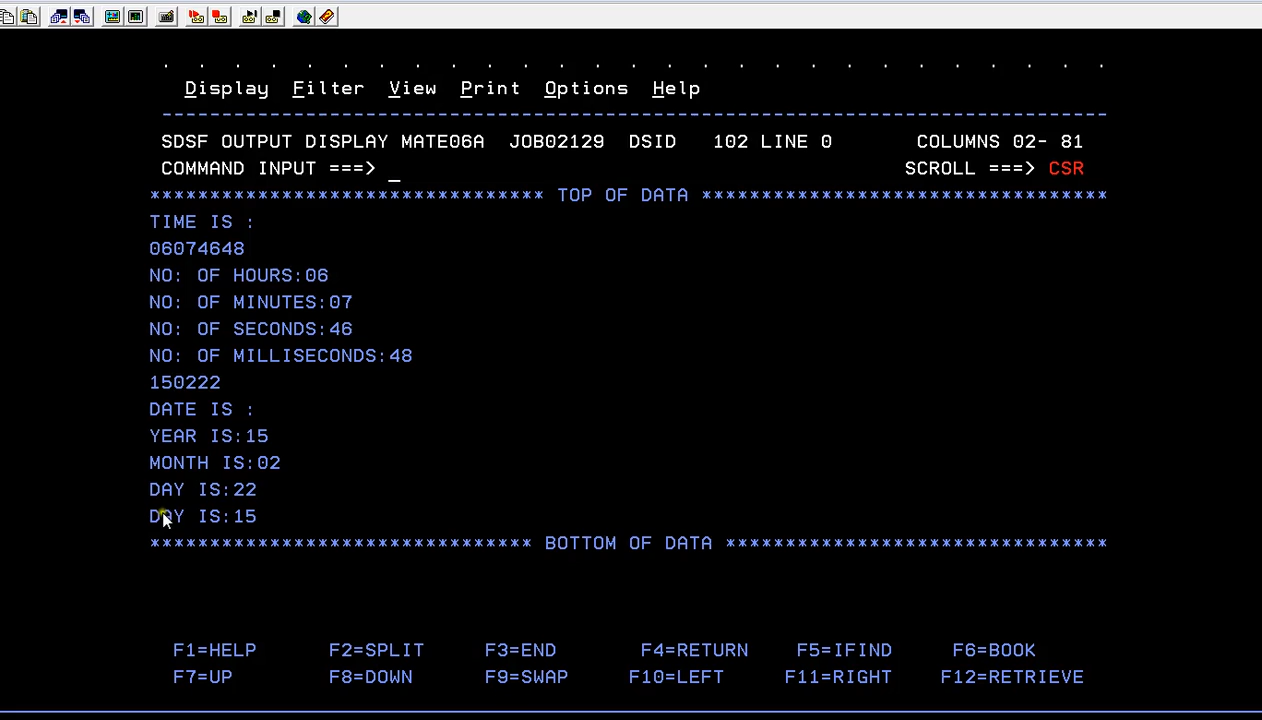 . . . . . . . . . . . . . . . . . . . . . . . . . . .
Display Filter View Print Options Help
-------------------------------------------------------------------------------
SDSF OUTPUT DISPLAY MATE06A JOB02129 DSID 102 LINE 0 COLUMNS 02- 81
COMMAND INPUT ===> _ SCROLL ===> CSR
********************************* TOP OF DATA **********************************
TIME IS :
06074648
NO: OF HOURS:06
NO: OF MINUTES:07
NO: OF SECONDS:46
NO: OF MILLISECONDS:48
150222
DATE IS :
YEAR IS:15
MONTH IS:02
DAY IS:22
DAY IS:15
******************************** BOTTOM OF DATA ********************************
F1=HELP F2=SPLIT F3=END F4=RETURN F5=IFIND F6=BOOK
F7=UP F8=DOWN F9=SWAP F10=LEFT F11=RIGHT F12=RETRIEVE